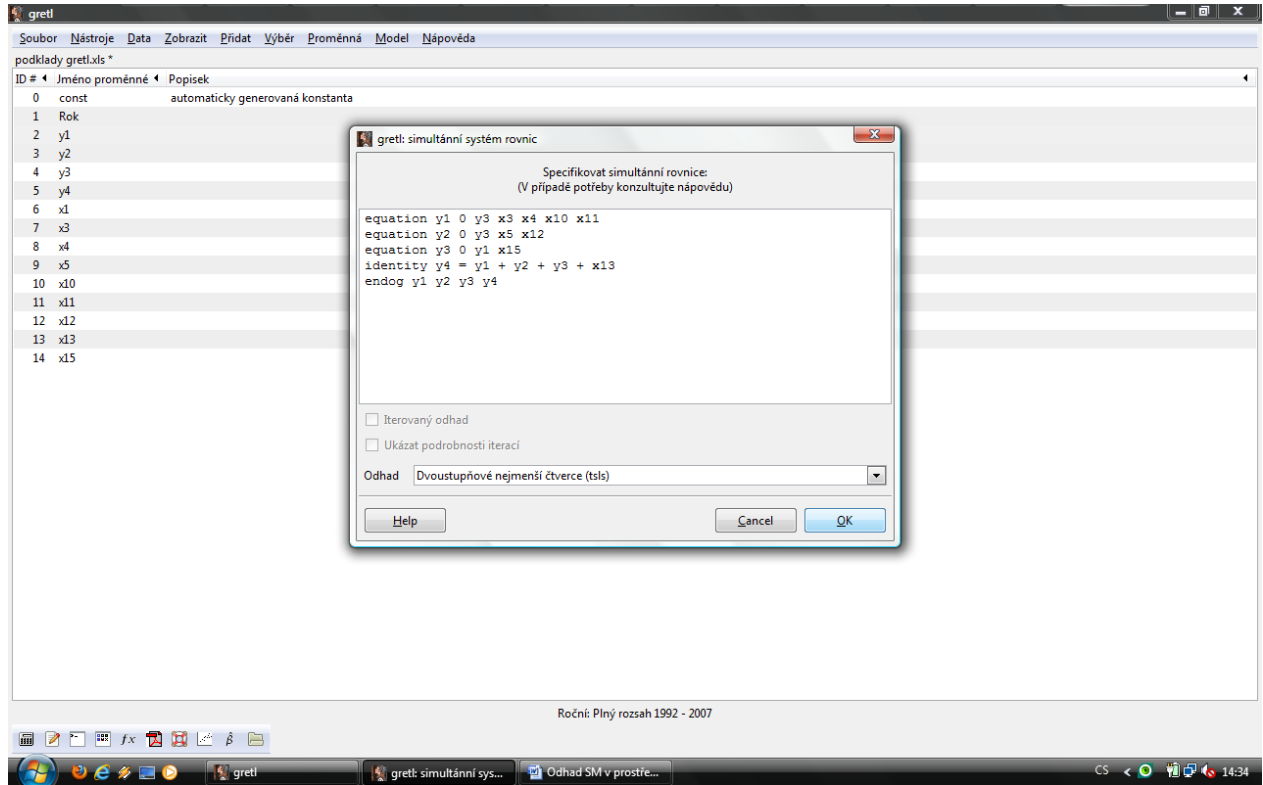 gretl
Soubor Nástroje Data Zobrazit Přidat Výběr Proměnná Model Nápověda
podklady gretl.xls *
ID # Jméno proměnné Popisek
0 const automaticky generovaná konstanta
1 Rok
2 y1
3 y2
4 y3
5 y4
6 x1
7 x3
8 x4
9 x5
10 x10
11 x11
12 x12
13 x13
14 x15
gretl: simultánní systém rovnic
Specifikovat simultánní rovnice:
(V případě potřeby konzultujte nápovědu)
equation y1 0 y3 x3 x4 x10 x11
equation y2 0 y3 x5 x12
equation y3 0 y1 x15
identity y4 = y1 + y2 + y3 + x13
endog y1 y2 y3 y4
Iterovaný odhad
Ukázat podrobnosti iterací
Odhad Dvoustupňové nejmenší čtverce (tsls)
Help Cancel OK
Roční: Plný rozsah 1992 - 2007
fx β̂
gretl gretl: simultánní sys... Odhad SM v prostře... CS 14:34